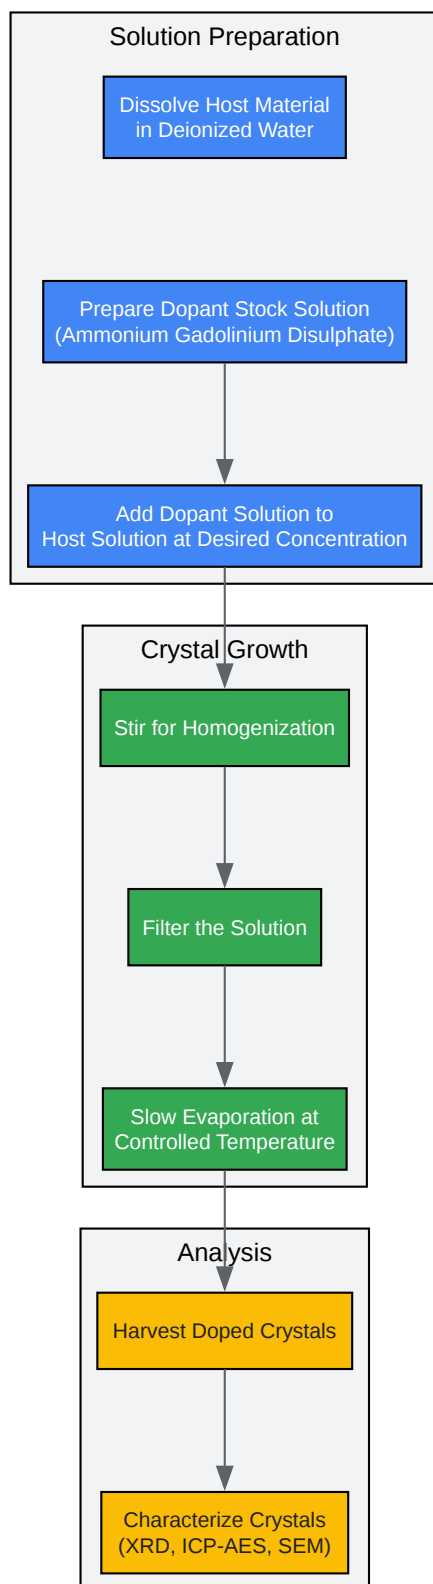 Solution Preparation
Dissolve Host Material
in Deionized Water
Prepare Dopant Stock Solution
(Ammonium Gadolinium Disulphate)
Add Dopant Solution to
Host Solution at Desired Concentration
Crystal Growth
Stir for Homogenization
Filter the Solution
Slow Evaporation at
Controlled Temperature
Analysis
Harvest Doped Crystals
Characterize Crystals
(XRD, ICP-AES, SEM)